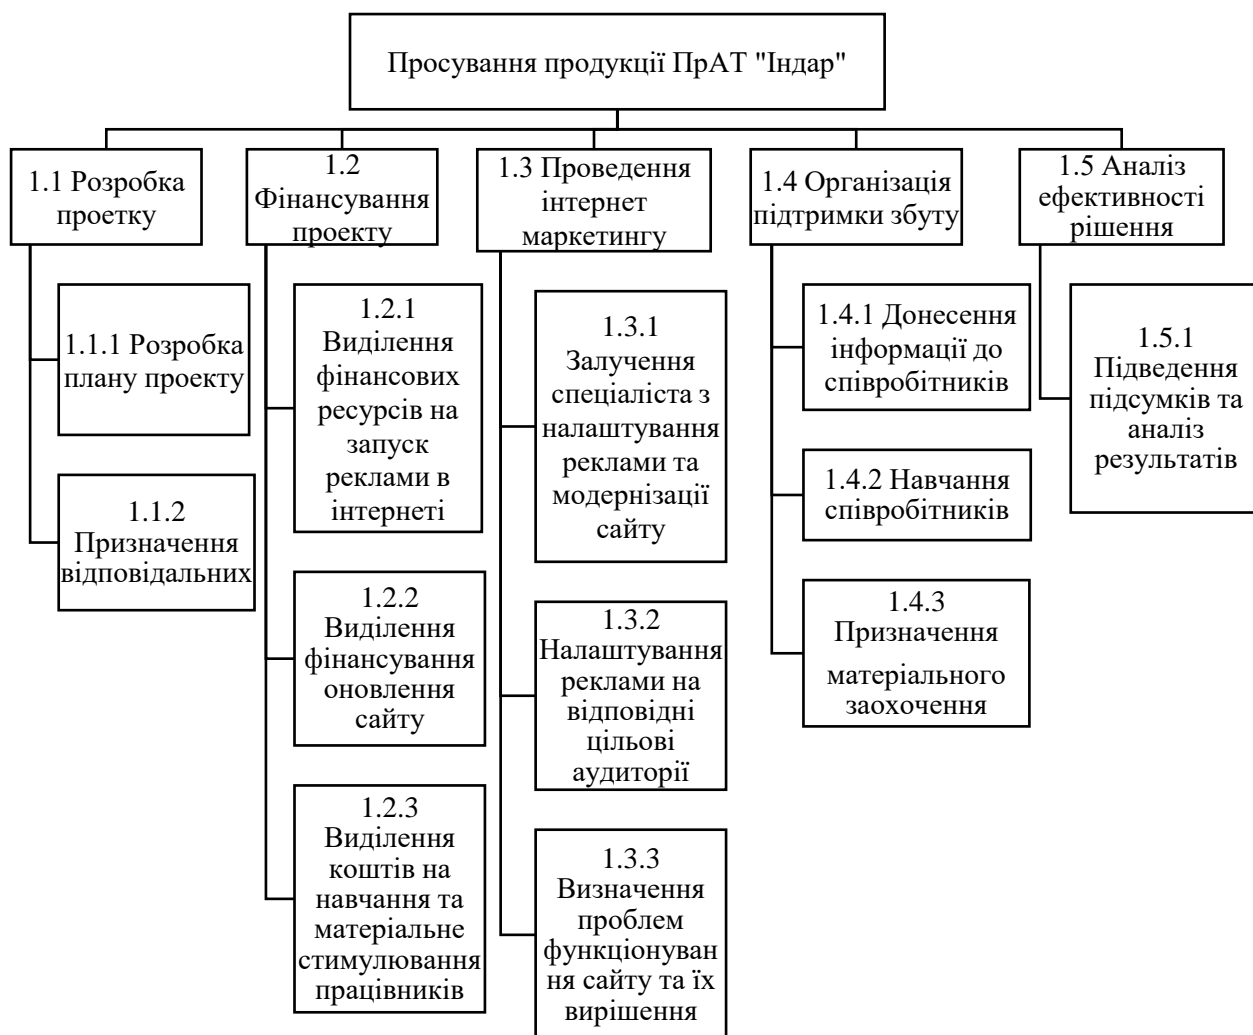 Просування продукції ПрАТ "Індар"
1.1 Розробка
проетку
1.1.1 Розробка
плану проекту
1.1.2
Призначення
відповідальних
1.2
Фінансування
проекту
1.2.1
Виділення
фінансових
ресурсів на
запуск
реклами в
інтернеті
1.2.2
Виділення
фінансування
оновлення
сайту
1.2.3
Виділення
коштів на
навчання та
матеріальне
стимулювання
працівників
1.3 Проведення
інтернет
маркетингу
1.3.1
Залучення
спеціаліста з
налаштування
реклами та
модернізації
сайту
1.3.2
Налаштування
реклами на
відповідні
цільові
аудиторії
1.3.3
Визначення
проблем
функціонуван
ня сайту та їх
вирішення
1.4 Організація
підтримки збуту
1.4.1 Донесення
інформації до
співробітників
1.4.2 Навчання
співробітників
1.4.3
Призначення
матеріального
заохочення
1.5 Аналіз
ефективності
рішення
1.5.1
Підведення
підсумків та
аналіз
результатів